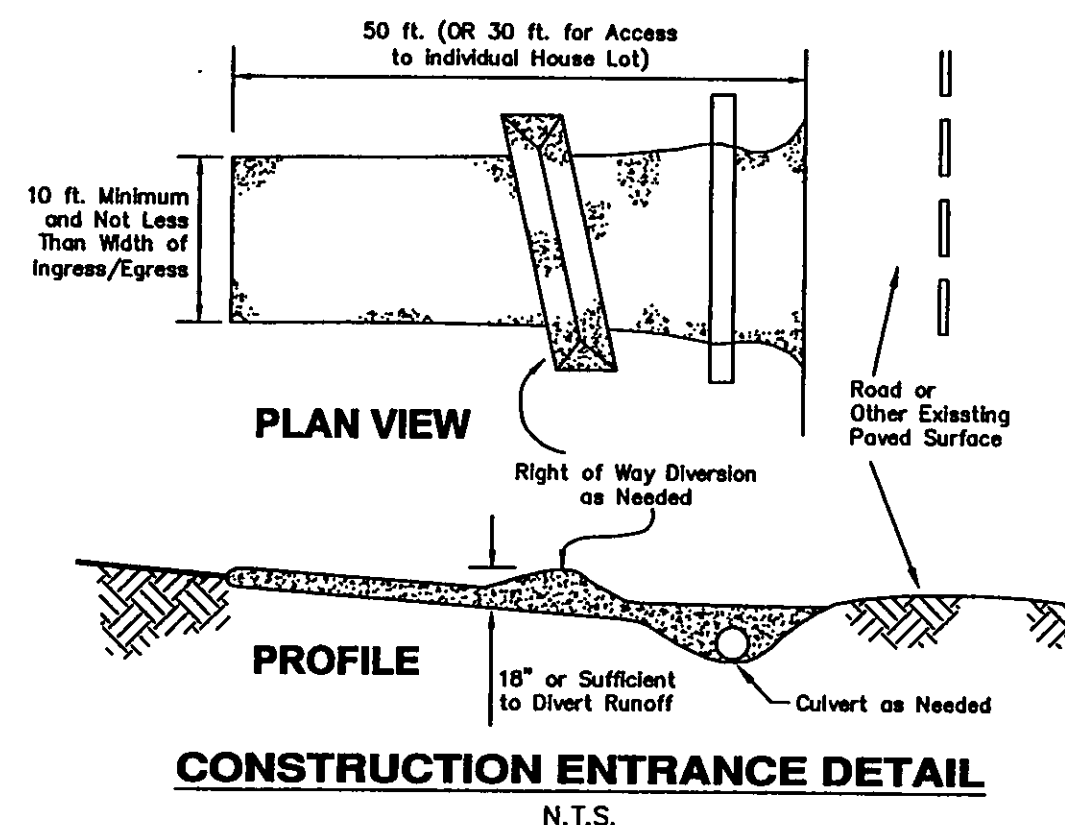 50 ft. (OR 30 ft. for Access
to individual House Lot)
10 ft. Minimum
and Not Less
Than Width of
ingress/Egress
PLAN VIEW
Road or
Other Exissting
Paved Surface
Right of Way Diversion
as Needed
PROFILE
18" or Sufficient
to Divert Runoff
Culvert as Needed
CONSTRUCTION ENTRANCE DETAIL
N.T.S.